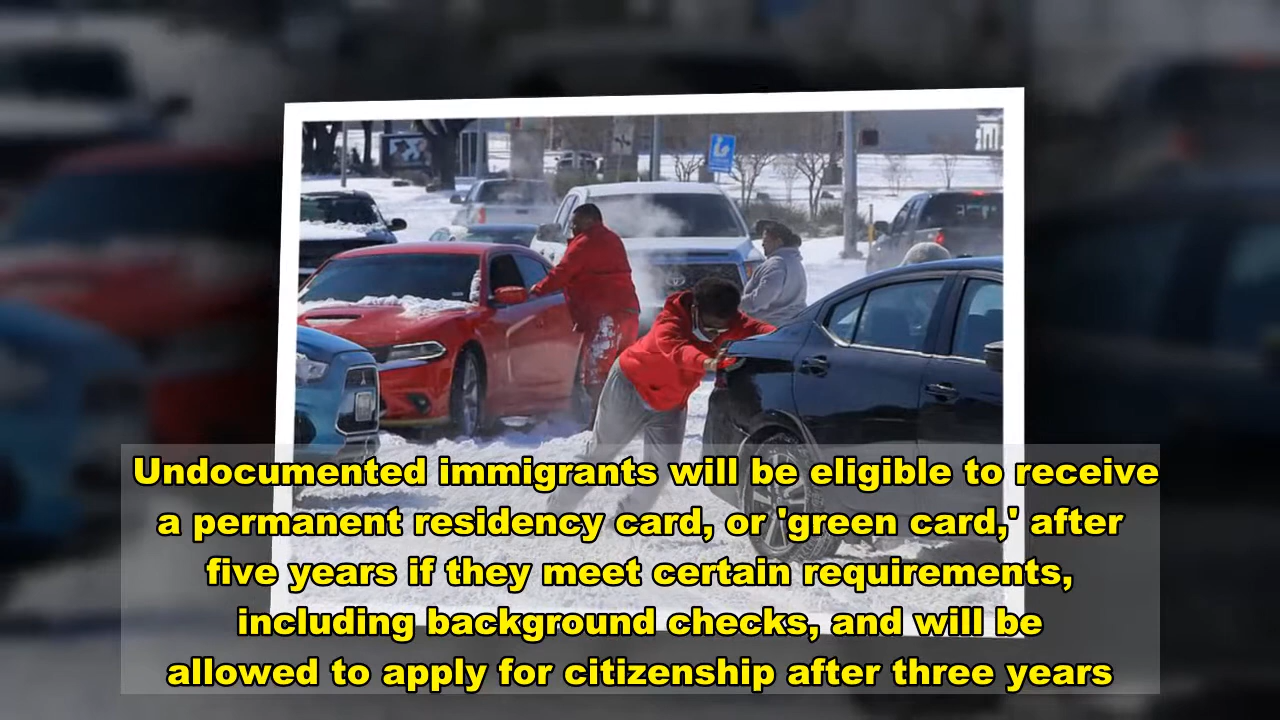 Undocumented immigrants will be eligible to receive
a permanent residency card, or 'green card,' after
five years if they meet certain requirements,
including background checks, and will be
allowed to apply for citizenship after three years